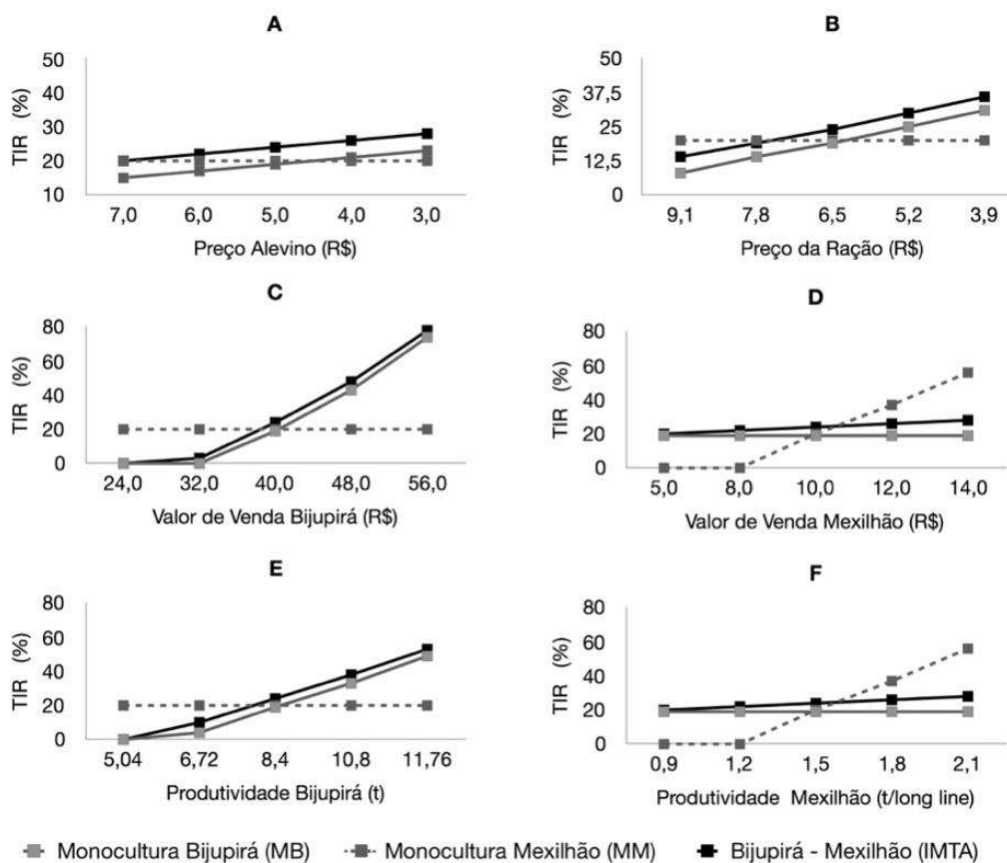 A
TIR (%)
50
40
30
20
10
7,0 6,0 5,0 4,0 3,0
Preço Alevino (R$)
B
TIR (%)
50
37,5
25
12,5
0
9,1 7,8 6,5 5,2 3,9
Preço da Ração (R$)
C
TIR (%)
80
60
40
20
0
24,0 32,0 40,0 48,0 56,0
Valor de Venda Bijupirá (R$)
D
TIR (%)
80
60
40
20
0
5,0 8,0 10,0 12,0 14,0
Valor de Venda Mexilhão (R$)
E
TIR (%)
80
60
40
20
0
5,04 6,72 8,4 10,8 11,76
Produtividade Bijupirá (t)
F
TIR (%)
80
60
40
20
0
0,9 1,2 1,5 1,8 2,1
Produtividade Mexilhão (t/long line)
Monocultura Bijupirá (MB) Monocultura Mexilhão (MM) Bijupirá - Mexilhão (IMTA)